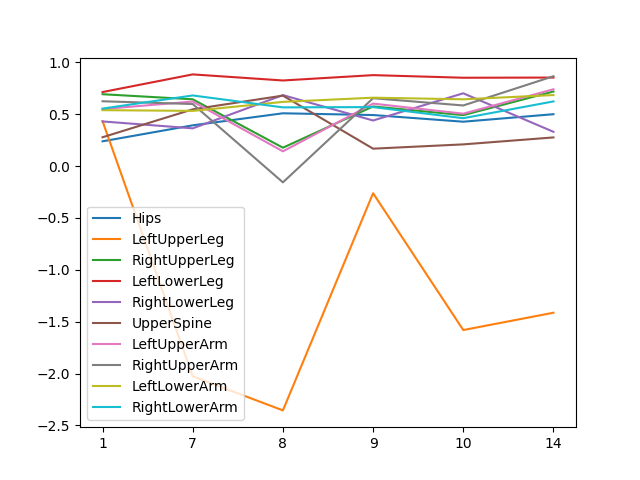 1.0
0.5
0.0
−0.5
−1.0
−1.5
−2.0
−2.5
Hips
LeftUpperLeg
RightUpperLeg
LeftLowerLeg
RightLowerLeg
UpperSpine
LeftUpperArm
RightUpperArm
LeftLowerArm
RightLowerArm
1 7 8 9 10 14